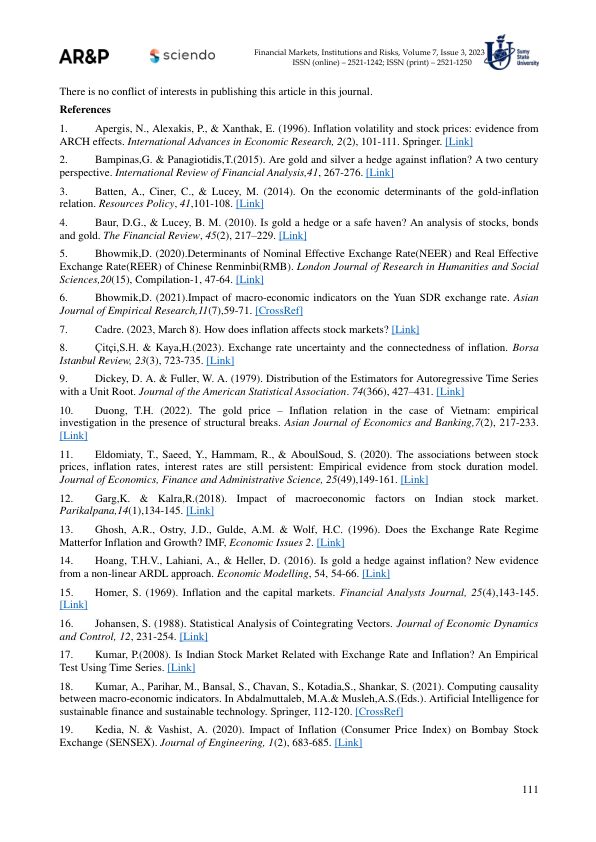 AR&P
sciendo
Financial Markets, Institutions and Risks, Volume 7, Issue 3, 2023
ISSN (online) – 2521-1242; ISSN (print) – 2521-1250
Sumy
State
University
There is no conflict of interests in publishing this article in this journal.
References
1. Apergis, N., Alexakis, P., & Xanthak, E. (1996). Inflation volatility and stock prices: evidence from
ARCH effects. International Advances in Economic Research, 2(2), 101-111. Springer. [Link]
2. Bampinas,G. & Panagiotidis,T.(2015). Are gold and silver a hedge against inflation? A two century
perspective. International Review of Financial Analysis,41, 267-276. [Link]
3. Batten, A., Ciner, C., & Lucey, M. (2014). On the economic determinants of the gold-inflation
relation. Resources Policy, 41,101-108. [Link]
4. Baur, D.G., & Lucey, B. M. (2010). Is gold a hedge or a safe haven? An analysis of stocks, bonds
and gold. The Financial Review, 45(2), 217–229. [Link]
5. Bhowmik,D. (2020).Determinants of Nominal Effective Exchange Rate(NEER) and Real Effective
Exchange Rate(REER) of Chinese Renminbi(RMB). London Journal of Research in Humanities and Social
Sciences,20(15), Compilation-1, 47-64. [Link]
6. Bhowmik,D. (2021).Impact of macro-economic indicators on the Yuan SDR exchange rate. Asian
Journal of Empirical Research,11(7),59-71. [CrossRef]
7. Cadre. (2023, March 8). How does inflation affects stock markets? [Link]
8. Çitçi,S.H. & Kaya,H.(2023). Exchange rate uncertainty and the connectedness of inflation. Borsa
Istanbul Review, 23(3), 723-735. [Link]
9. Dickey, D. A. & Fuller, W. A. (1979). Distribution of the Estimators for Autoregressive Time Series
with a Unit Root. Journal of the American Statistical Association. 74(366), 427–431. [Link]
10. Duong, T.H. (2022). The gold price – Inflation relation in the case of Vietnam: empirical
investigation in the presence of structural breaks. Asian Journal of Economics and Banking,7(2), 217-233.
[Link]
11. Eldomiaty, T., Saeed, Y., Hammam, R., & AboulSoud, S. (2020). The associations between stock
prices, inflation rates, interest rates are still persistent: Empirical evidence from stock duration model.
Journal of Economics, Finance and Administrative Science, 25(49),149-161. [Link]
12. Garg,K. & Kalra,R.(2018). Impact of macroeconomic factors on Indian stock market.
Parikalpana,14(1),134-145. [Link]
13. Ghosh, A.R., Ostry, J.D., Gulde, A.M. & Wolf, H.C. (1996). Does the Exchange Rate Regime
Matterfor Inflation and Growth? IMF, Economic Issues 2. [Link]
14. Hoang, T.H.V., Lahiani, A., & Heller, D. (2016). Is gold a hedge against inflation? New evidence
from a non-linear ARDL approach. Economic Modelling, 54, 54-66. [Link]
15. Homer, S. (1969). Inflation and the capital markets. Financial Analysts Journal, 25(4),143-145.
[Link]
16. Johansen, S. (1988). Statistical Analysis of Cointegrating Vectors. Journal of Economic Dynamics
and Control, 12, 231-254. [Link]
17. Kumar, P.(2008). Is Indian Stock Market Related with Exchange Rate and Inflation? An Empirical
Test Using Time Series. [Link]
18. Kumar, A., Parihar, M., Bansal, S., Chavan, S., Kotadia,S., Shankar, S. (2021). Computing causality
between macro-economic indicators. In Abdalmuttaleb, M.A.& Musleh,A.S.(Eds.). Artificial Intelligence for
sustainable finance and sustainable technology. Springer, 112-120. [CrossRef]
19. Kedia, N. & Vashist, A. (2020). Impact of Inflation (Consumer Price Index) on Bombay Stock
Exchange (SENSEX). Journal of Engineering, 1(2), 683-685. [Link]
111